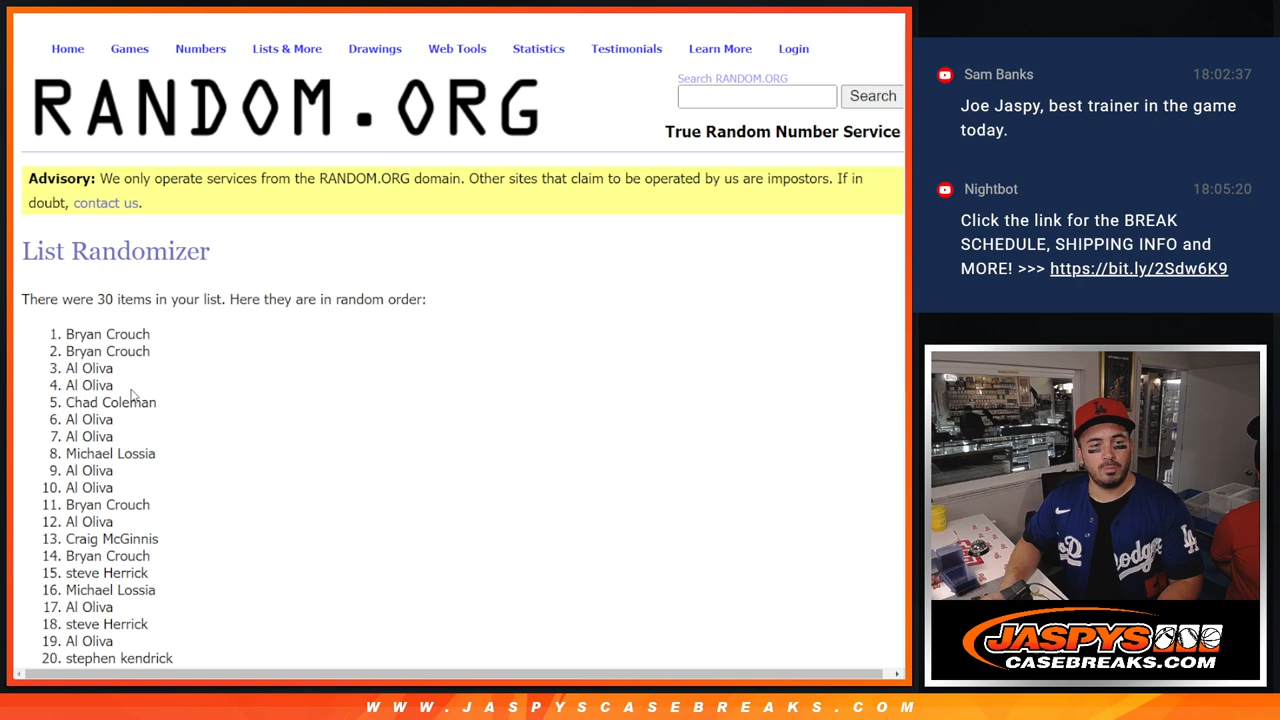 Home Games Numbers Lists & More Drawings Web Tools Statistics Testimonials Learn More Login
RANDOM.ORG
Search RANDOM.ORG
Search
True Random Number Service
Advisory: We only operate services from the RANDOM.ORG domain. Other sites that claim to be operated by us are impostors. If in
doubt, contact us.
List Randomizer
There were 30 items in your list. Here they are in random order:
1. Bryan Crouch
2. Bryan Crouch
3. Al Oliva
4. Al Oliva
5. Chad Coleman
6. Al Oliva
7. Al Oliva
8. Michael Lossia
9. Al Oliva
10. Al Oliva
11. Bryan Crouch
12. Al Oliva
13. Craig McGinnis
14. Bryan Crouch
15. steve Herrick
16. Michael Lossia
17. Al Oliva
18. steve Herrick
19. Al Oliva
20. stephen kendrick
Sam Banks 18:02:37
Joe Jaspy, best trainer in the game
today.
Nightbot 18:05:20
Click the link for the BREAK
SCHEDULE, SHIPPING INFO and
MORE! >>> https://bit.ly/2Sdw6K9
LA
Dodgers
LA
JASPYS
CASEBREAKS.COM
WWW.JASPYSCASEBREAKS.COM